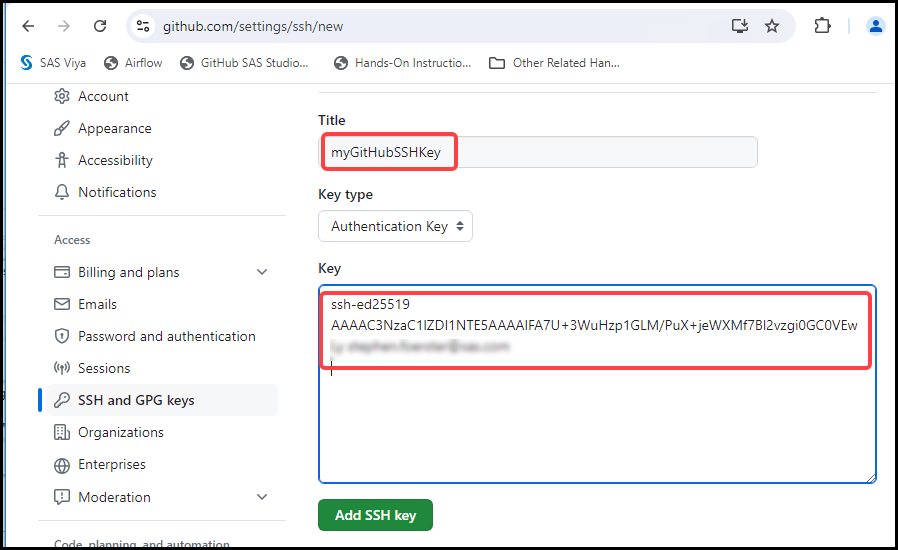 github.com/settings/ssh/new
SAS Viya Airflow GitHub SAS Studio... Hands-On Instructio... Other Related Han...
Account
Appearance
Accessibility
Notifications
Access
Billing and plans
Emails
Password and authentication
Sessions
SSH and GPG keys
Organizations
Enterprises
Moderation
Code, planning, and automation
Title
myGitHubSSHKey
Key type
Authentication Key
Key
ssh-ed25519
AAAAC3NzaC1lZDI1NTE5AAAAIFA7U+3WuHzp1GLM/PuX+jeWXMf7Bl2vzgi0GC0VEw
Add SSH key